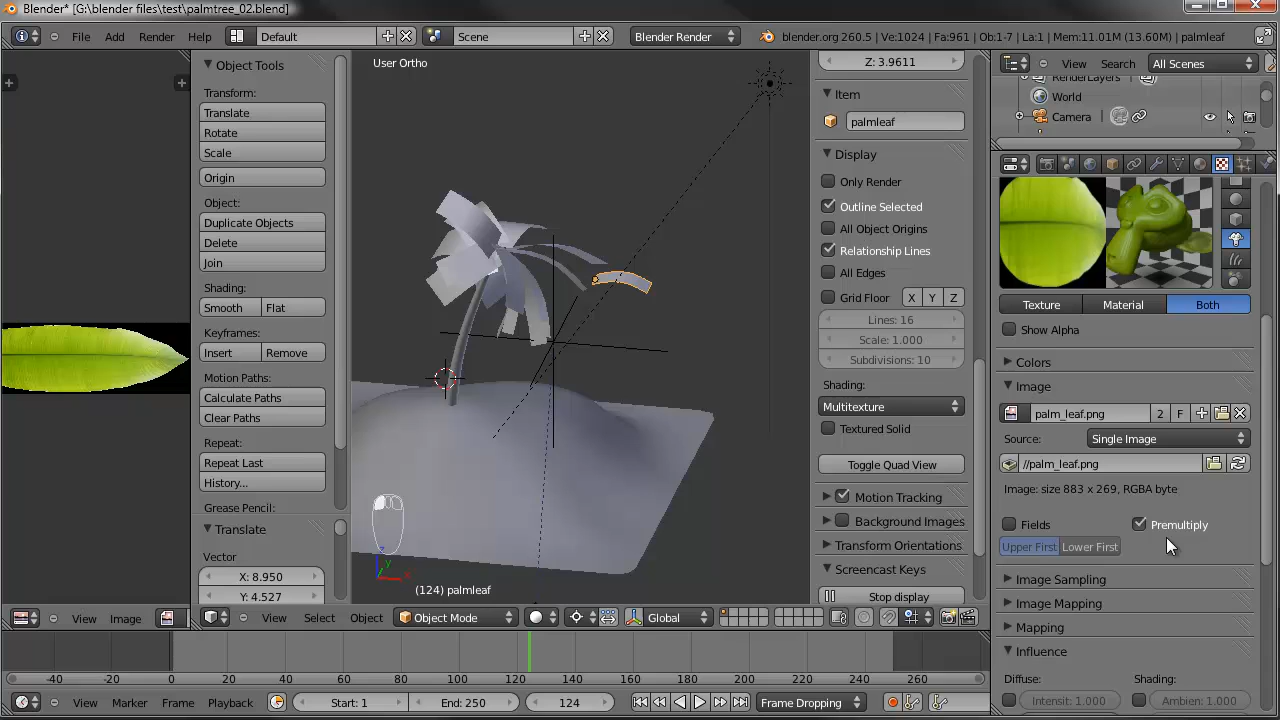 Blender* [G:\blender files\test\palmtree_02.blend]
File Add Render Help Default Scene Blender Render blender.org 260.5 | Ve:1024 | Fa:961 | Ob:1-7 | La:1 | Mem:11.01M (13.60M) | palmleaf
View Search All Scenes
RenderLayers
World
Camera
Object Tools
Transform:
Translate
Rotate
Scale
Origin
Object:
Duplicate Objects
Delete
Join
Shading:
Smooth Flat
Keyframes:
Insert Remove
Motion Paths:
Calculate Paths
Clear Paths
Repeat:
Repeat Last
History...
Grease Pencil:
Translate
Vector
X: 8.950
Y: 4.527
User Ortho
(124) palmleaf
Z: 3.9611
Item
palmleaf
Display
Only Render
Outline Selected
All Object Origins
Relationship Lines
All Edges
Grid Floor X Y Z
Lines: 16
Scale: 1.000
Subdivisions: 10
Shading:
Multitexture
Textured Solid
Toggle Quad View
Motion Tracking
Background Images
Transform Orientations
Screencast Keys
Stop display
Texture Material Both
Show Alpha
Colors
Image
palm_leaf.png 2 F
Source: Single Image
//palm_leaf.png
Image: size 883 x 269, RGBA byte
Fields Premultiply
Upper First Lower First
Image Sampling
Image Mapping
Mapping
Influence
Diffuse: Shading:
Intensit: 1.000 Ambien: 1.000
View Image
View Select Object Object Mode Global
-40 -20 0 20 40 60 80 100 120 140 160 180 200 220 240 260
View Marker Frame Playback Start: 1 End: 250 124 Frame Dropping